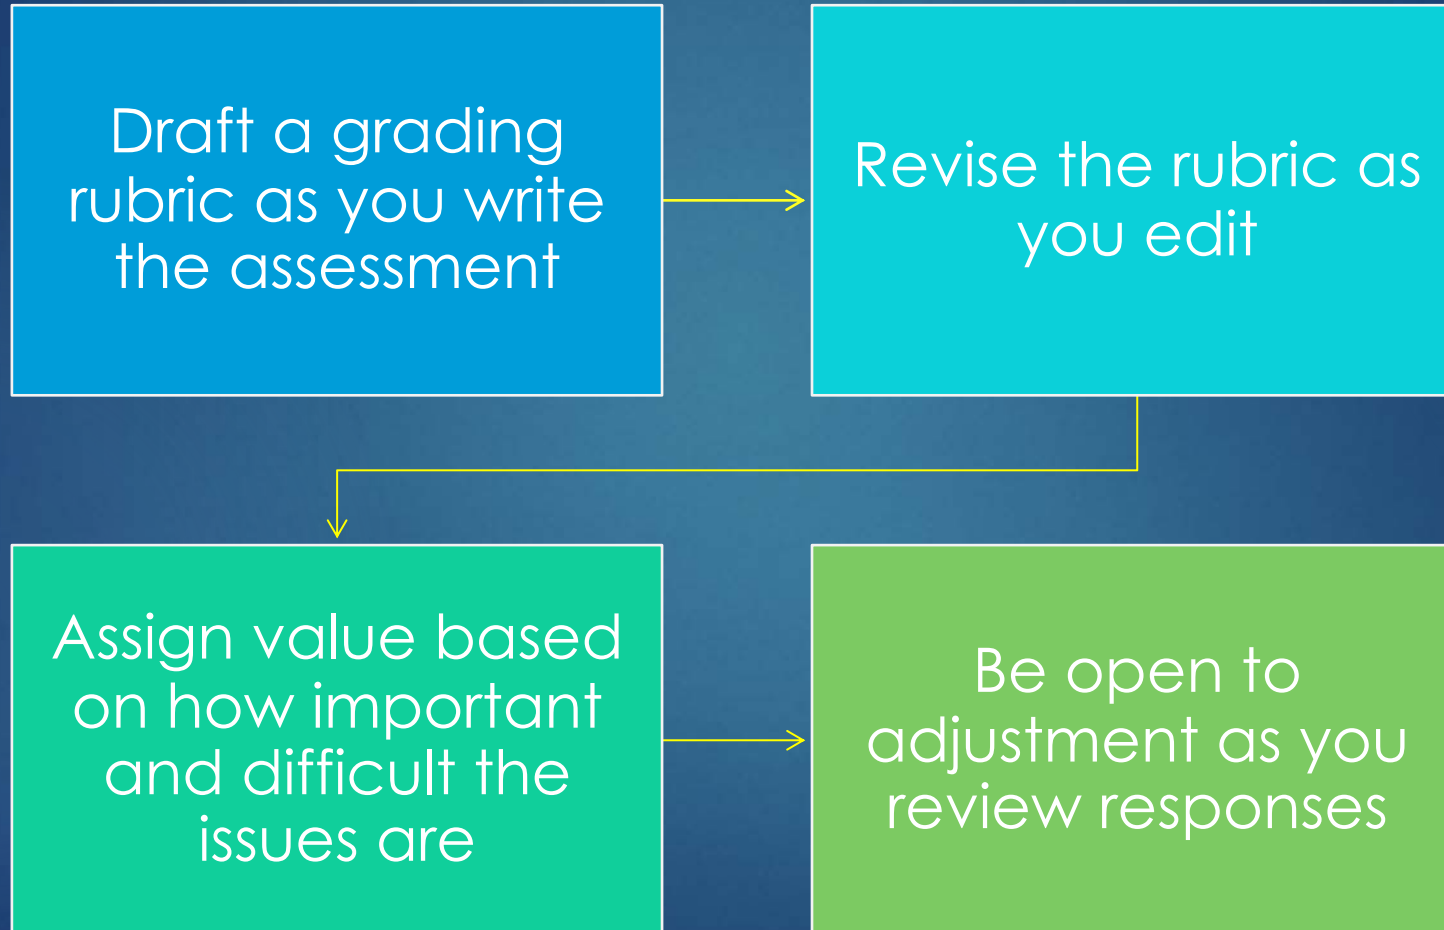 Draft a grading
rubric as you write
the assessment
Revise the rubric as
you edit
Assign value based
on how important
and difficult the
issues are
Be open to
adjustment as you
review responses